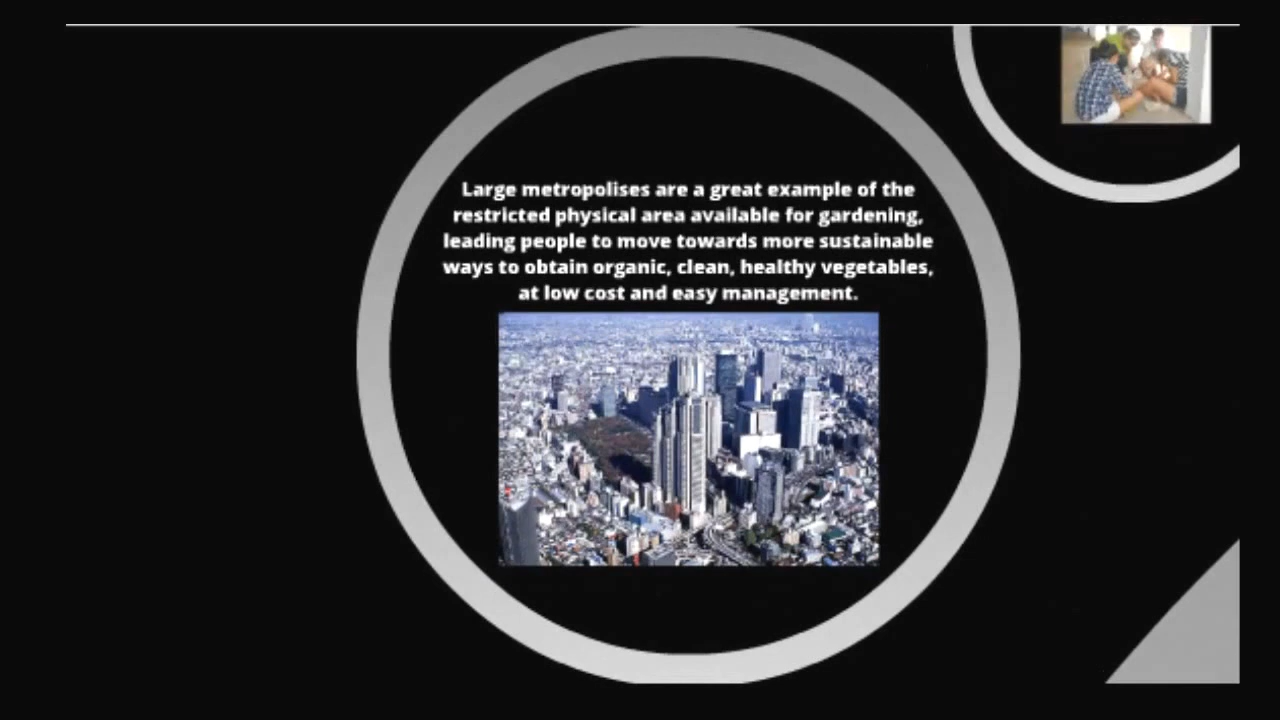 Large metropolises are a great example of the
restricted physical area available for gardening,
leading people to move towards more sustainable
ways to obtain organic, clean, healthy vegetables,
at low cost and easy management.